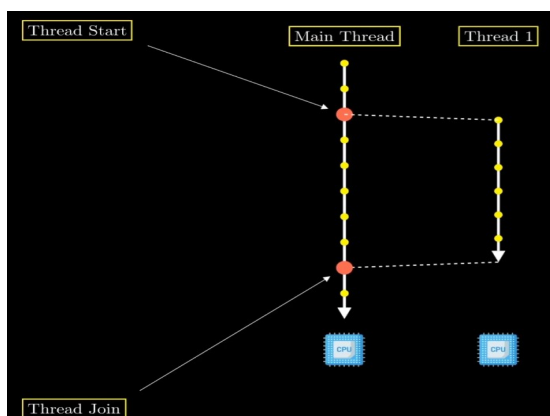 Thread Start
Main Thread
Thread 1
CPU
CPU
Thread Join